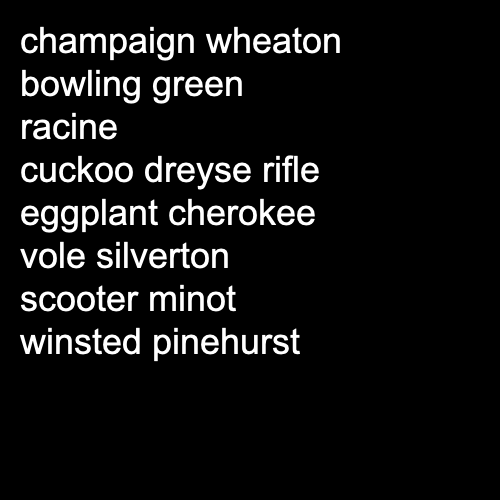 champaign wheaton
bowling green
racine
cuckoo dreyse rifle
eggplant cherokee
vole silverton
scooter minot
winsted pinehurst